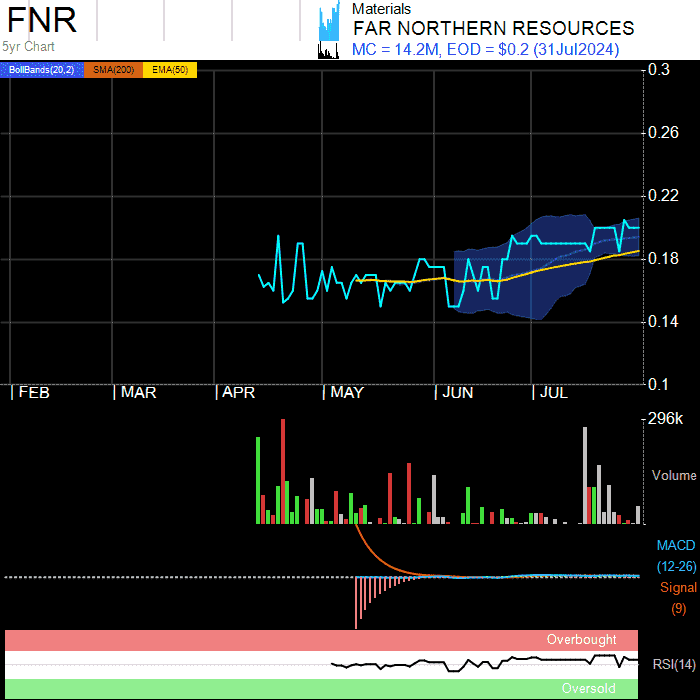 FNR
5yr Chart
Materials
FAR NORTHERN RESOURCES
MC = 14.2M, EOD = $0.2 (31Jul2024)
BollBands(20,2) SMA(200) EMA(50)
0.3
0.26
0.22
0.18
0.14
0.1
FEB MAR APR MAY JUN JUL
296k
Volume
MACD
(12-26)
Signal
(9)
Overbought
RSI(14)
Oversold